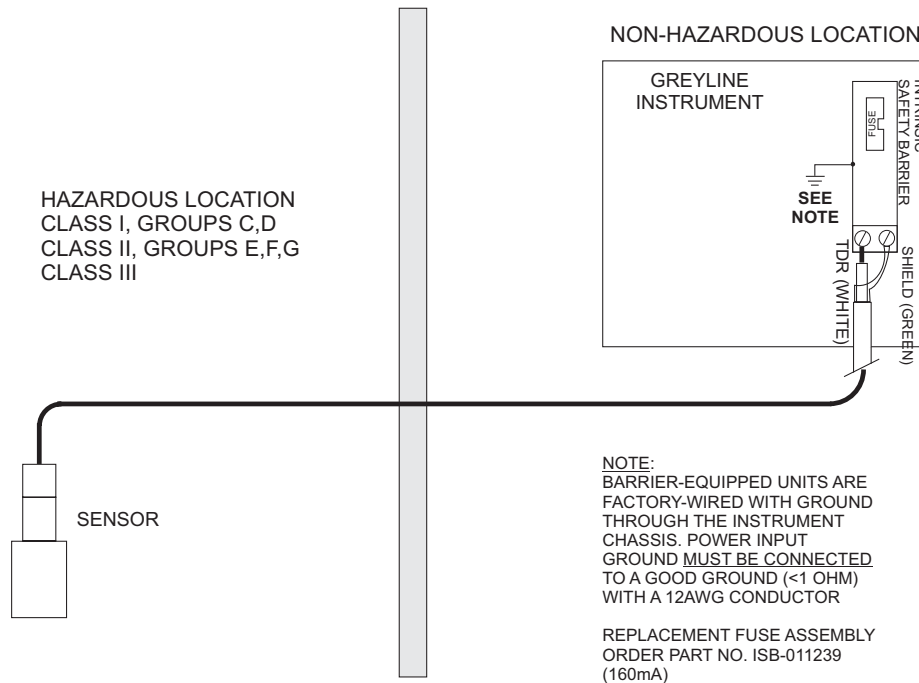 NON-HAZARDOUS LOCATION
GREYLINE
INSTRUMENT
INTRINSIC
SAFETY BARRIER
FUSE
SEE
NOTE
TDR (WHITE)
SHIELD (GREEN)
HAZARDOUS LOCATION
CLASS I, GROUPS C,D
CLASS II, GROUPS E,F,G
CLASS III
SENSOR
NOTE:
BARRIER-EQUIPPED UNITS ARE
FACTORY-WIRED WITH GROUND
THROUGH THE INSTRUMENT
CHASSIS. POWER INPUT
GROUND MUST BE CONNECTED
TO A GOOD GROUND (<1 OHM)
WITH A 12AWG CONDUCTOR
REPLACEMENT FUSE ASSEMBLY
ORDER PART NO. ISB-011239
(160mA)